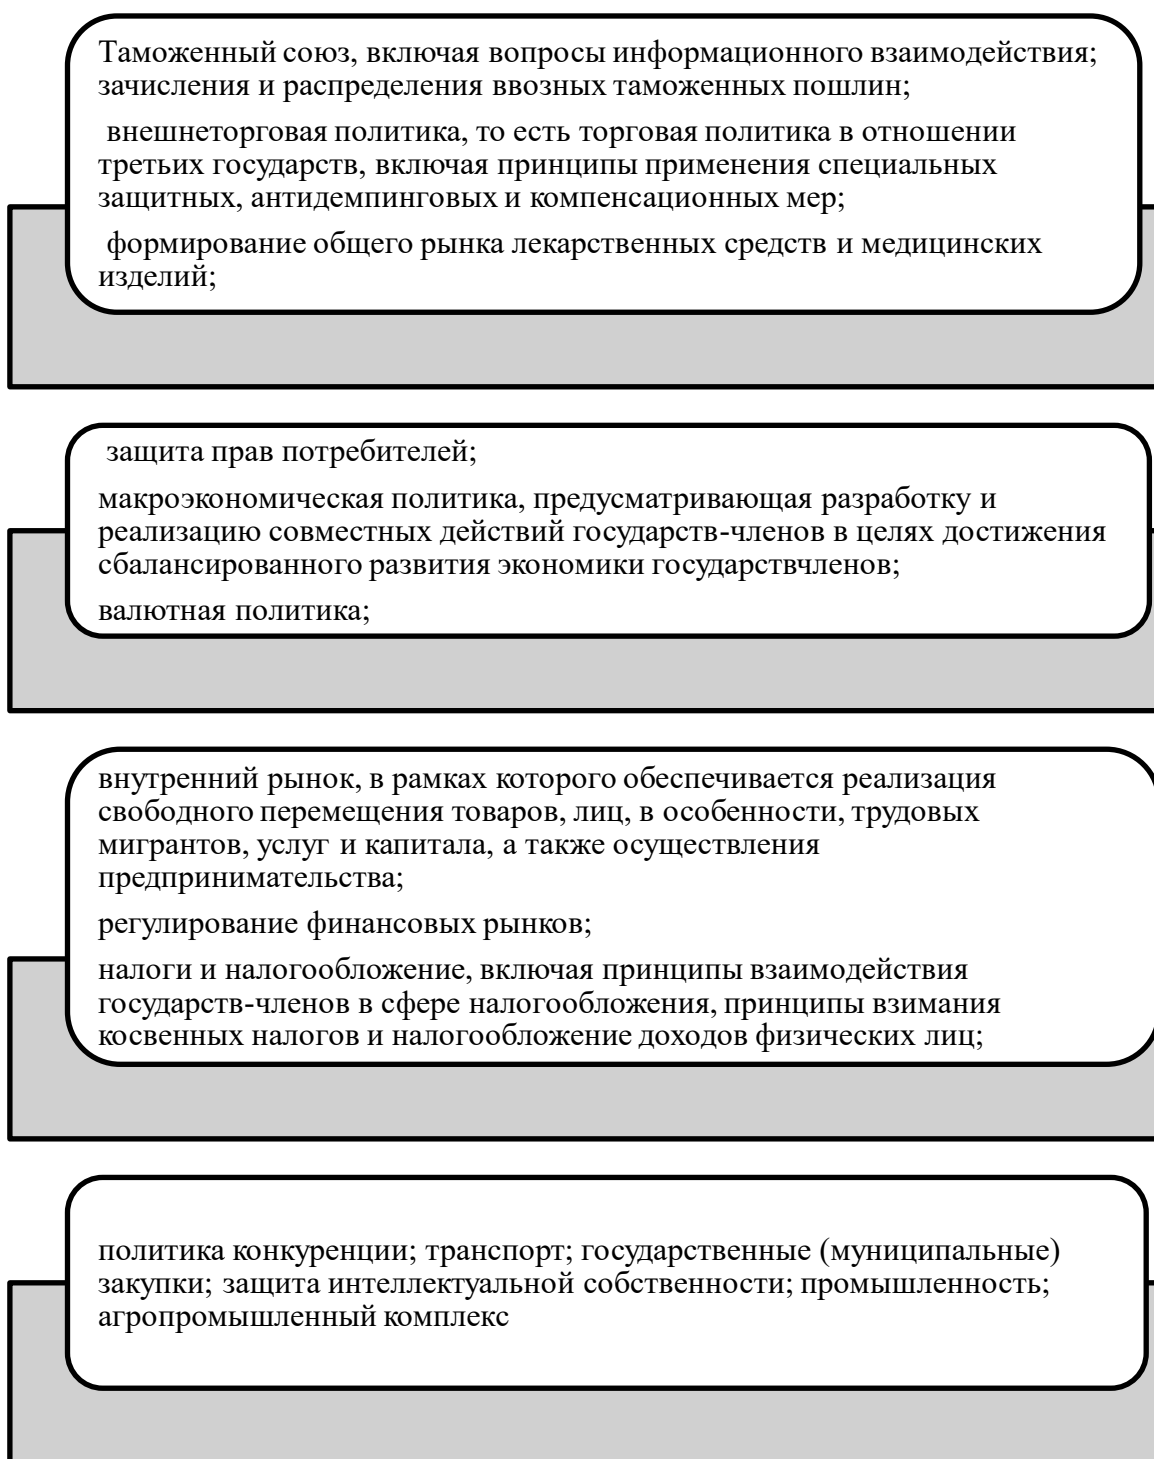 Таможенный союз, включая вопросы информационного взаимодействия;
зачисления и распределения ввозных таможенных пошлин;
внешнеторговая политика, то есть торговая политика в отношении
третьих государств, включая принципы применения специальных
защитных, антидемпинговых и компенсационных мер;
формирование общего рынка лекарственных средств и медицинских
изделий;
защита прав потребителей;
макроэкономическая политика, предусматривающая разработку и
реализацию совместных действий государств-членов в целях достижения
сбалансированного развития экономики государствчленов;
валютная политика;
внутренний рынок, в рамках которого обеспечивается реализация
свободного перемещения товаров, лиц, в особенности, трудовых
мигрантов, услуг и капитала, а также осуществления
предпринимательства;
регулирование финансовых рынков;
налоги и налогообложение, включая принципы взаимодействия
государств-членов в сфере налогообложения, принципы взимания
косвенных налогов и налогообложение доходов физических лиц;
политика конкуренции; транспорт; государственные (муниципальные)
закупки; защита интеллектуальной собственности; промышленность;
агропромышленный комплекс